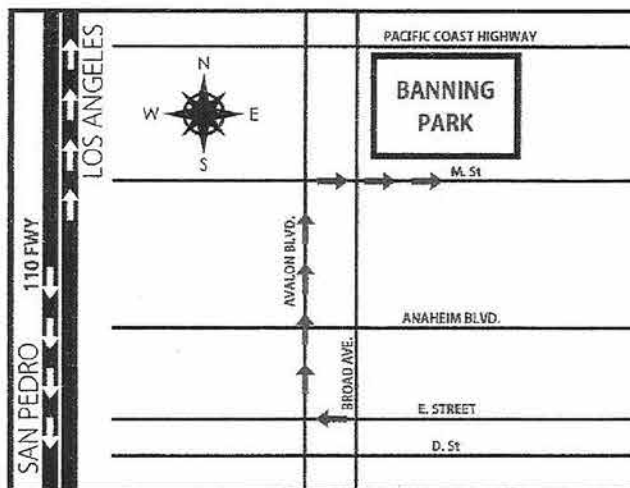 PACIFIC COAST HIGHWAY
LOS ANGELES
N
W E
S
BANNING
PARK
M. St
110 FWY
AVALON BLVD.
ANAHEIM BLVD.
BROAD AVE.
SAN PEDRO
E. STREET
D. St